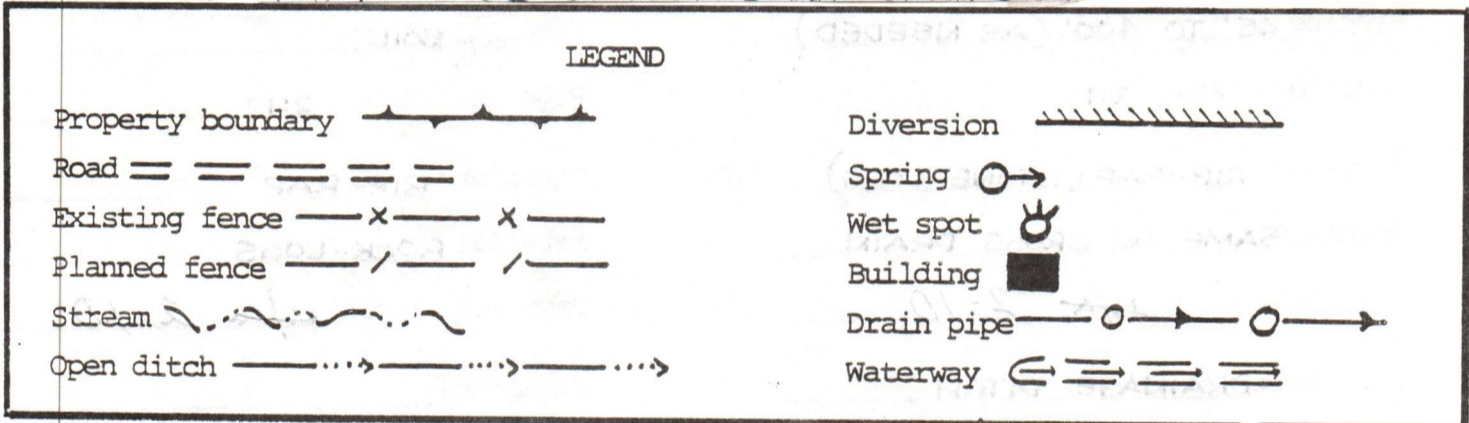 LEGEND
Property boundary
Road
Existing fence
Planned fence
Stream
Open ditch
Diversion
Spring
Wet spot
Building
Drain pipe
Waterway